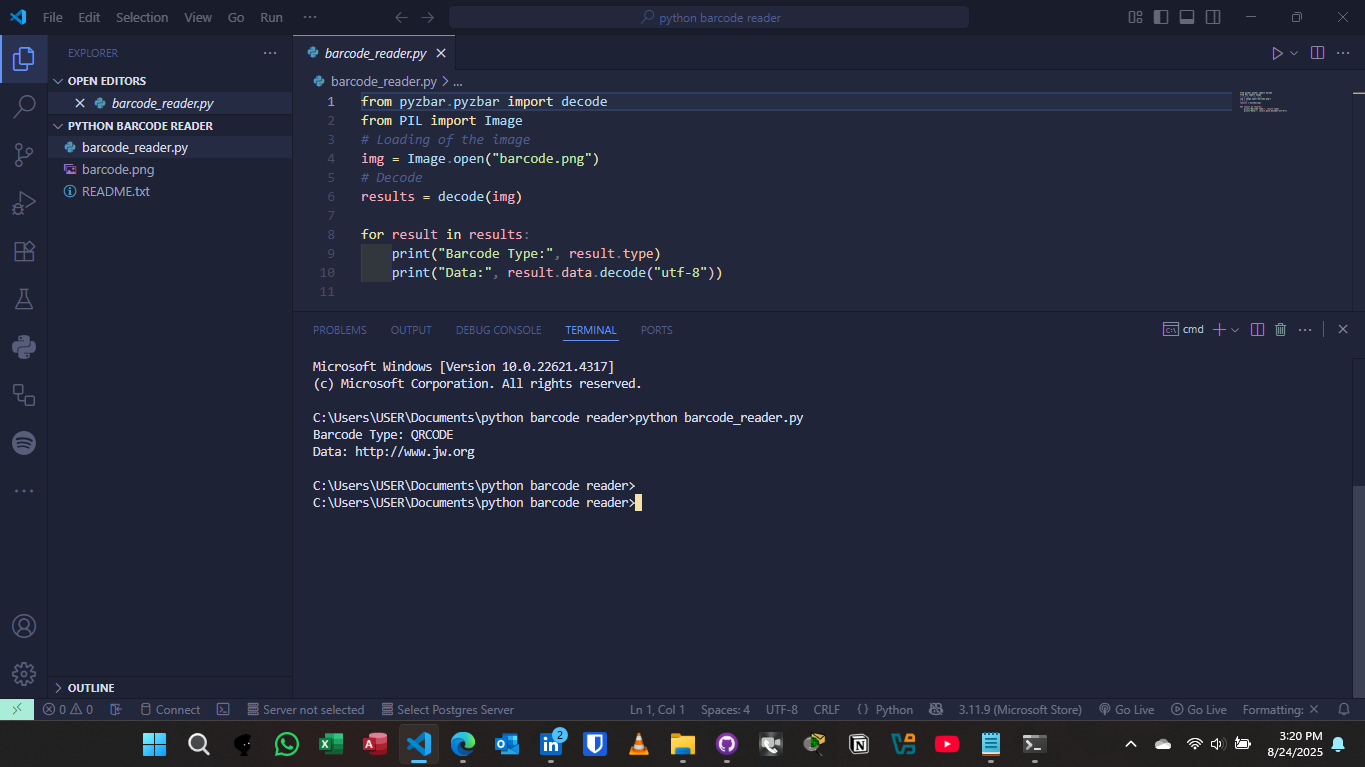 File Edit Selection View Go Run ··· python barcode reader
EXPLORER ···
OPEN EDITORS
barcode_reader.py
PYTHON BARCODE READER
barcode_reader.py
barcode.png
README.txt
OUTLINE
barcode_reader.py
barcode_reader.py > ...
1 from pyzbar.pyzbar import decode
2 from PIL import Image
3 # Loading of the image
4 img = Image.open("barcode.png")
5 # Decode
6 results = decode(img)
7
8 for result in results:
9 print("Barcode Type:", result.type)
10 print("Data:", result.data.decode("utf-8"))
11
PROBLEMS OUTPUT DEBUG CONSOLE TERMINAL PORTS cmd
Microsoft Windows [Version 10.0.22621.4317]
(c) Microsoft Corporation. All rights reserved.
C:\Users\USER\Documents\python barcode reader>python barcode_reader.py
Barcode Type: QRCODE
Data: http://www.jw.org
C:\Users\USER\Documents\python barcode reader>
C:\Users\USER\Documents\python barcode reader>
0 0 Connect Server not selected Select Postgres Server Ln 1, Col 1 Spaces: 4 UTF-8 CRLF { } Python 3.11.9 (Microsoft Store) Go Live Go Live Formatting: ×
2
3:20 PM
8/24/2025